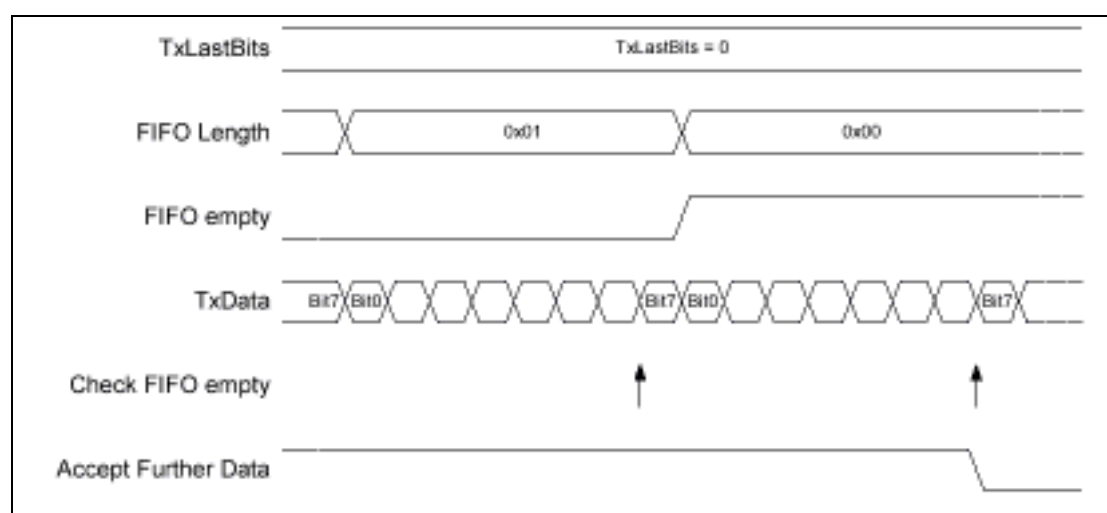 TxLastBits TxLastBits = 0
FIFO Length 0x01 0x00
FIFO empty
TxData Bit7 Bit0 Bit7 Bit0 Bit7
Check FIFO empty
Accept Further Data